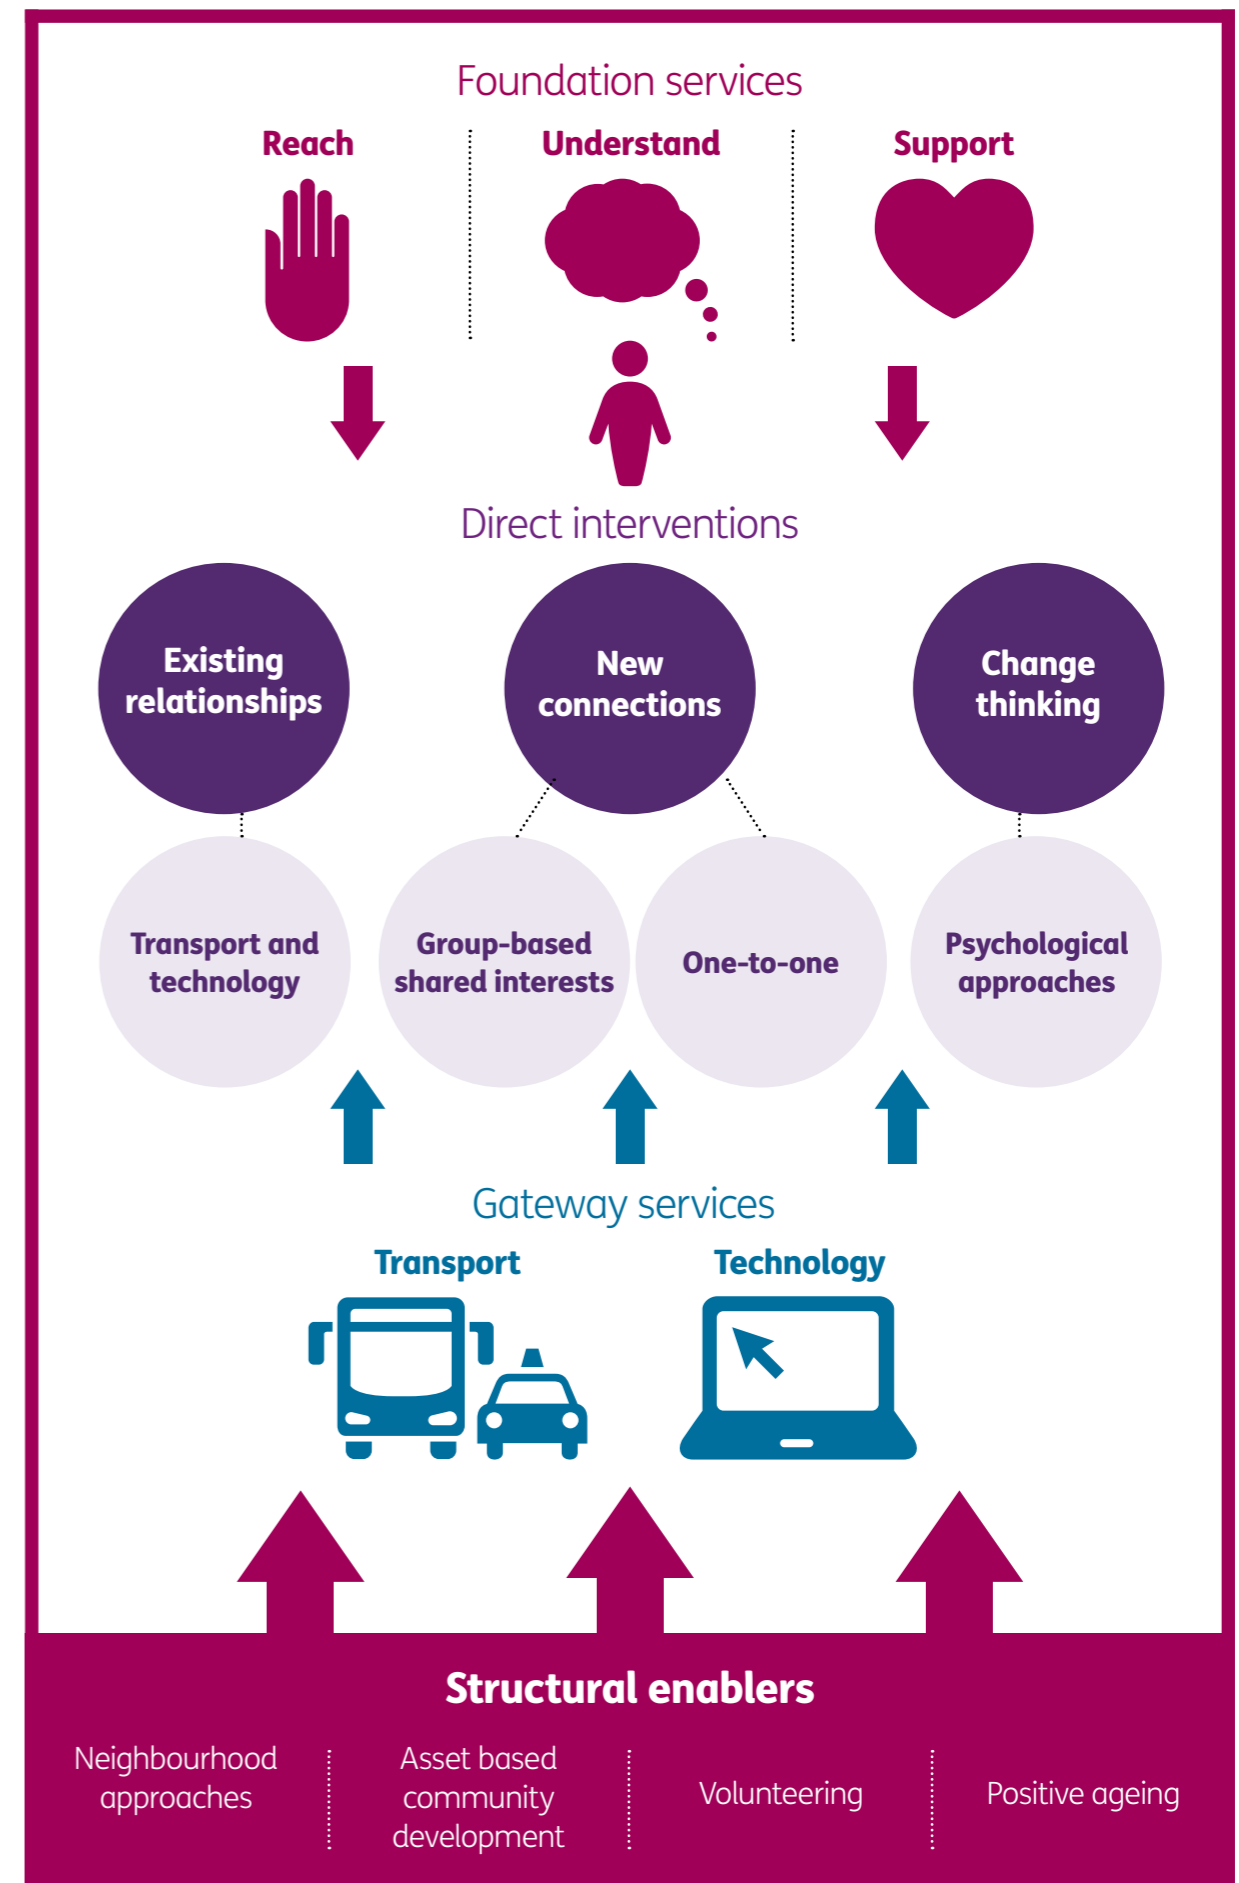 Foundation services
Reach
Understand
Support
Direct interventions
Existing
relationships
New
connections
Change
thinking
Transport and
technology
Group-based
shared interests
One-to-one
Psychological
approaches
Gateway services
Transport
Technology
Structural enablers
Neighbourhood
approaches
Asset based
community
development
Volunteering
Positive ageing